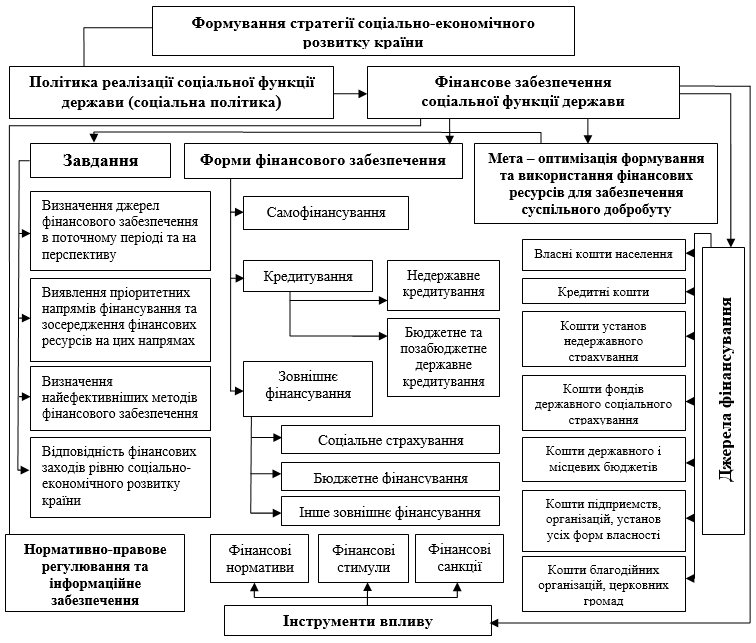 Формування стратегії соціально-економічного
розвитку країни
Політика реалізації соціальної функції
держави (соціальна політика)
Фінансове забезпечення
соціальної функції держави
Завдання
Форми фінансового забезпечення
Мета – оптимізація формування
та використання фінансових
ресурсів для забезпечення
суспільного добробуту
Визначення джерел
фінансового забезпечення
в поточному періоді та на
перспективу
Виявлення пріоритетних
напрямів фінансування та
зосередження фінансових
ресурсів на цих напрямах
Визначення
найефективніших методів
фінансового забезпечення
Відповідність фінансових
заходів рівню соціально-
економічного розвитку
країни
Нормативно-правове
регулювання та
інформаційне
забезпечення
Самофінансування
Кредитування
Недержавне
кредитування
Бюджетне та
позабюджетне
державне
кредитування
Зовнішнє
фінансування
Соціальне страхування
Бюджетне фінансування
Інше зовнішнє фінансування
Фінансові
нормативи
Фінансові
стимули
Фінансові
санкції
Інструменти впливу
Власні кошти населення
Кредитні кошти
Кошти установ
недержавного
страхування
Кошти фондів
державного соціального
страхування
Кошти державного і
місцевих бюджетів
Кошти підприємств,
організацій, установ
усіх форм власності
Кошти благодійних
організацій, церковних
громад
Джерела фінансування